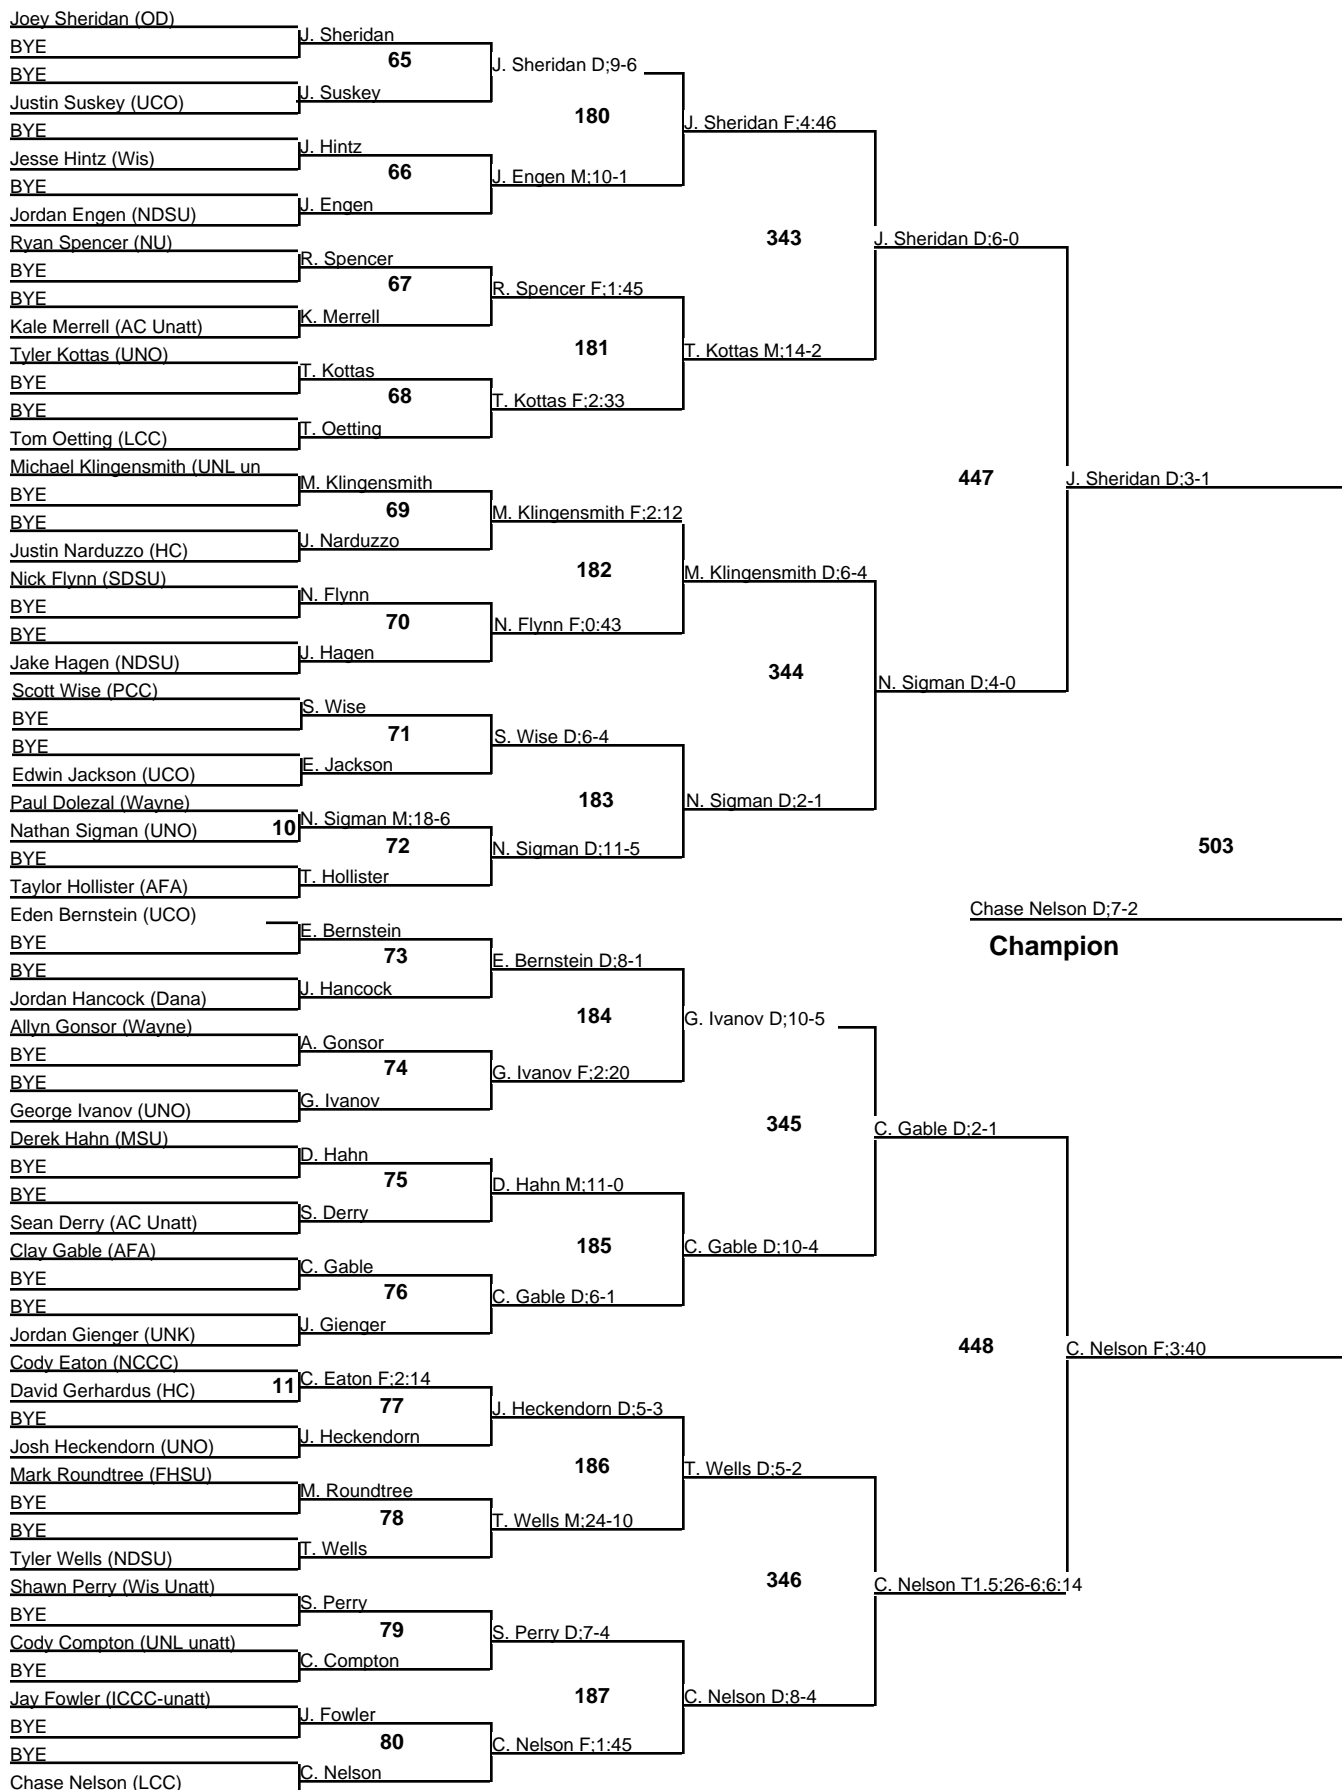 Joey Sheridan (OD)
BYE
BYE
Justin Suskey (UCO)
BYE
Jesse Hintz (Wis)
BYE
Jordan Engen (NDSU)
Ryan Spencer (NU)
BYE
BYE
Kale Merrell (AC Unatt)
Tyler Kottas (UNO)
BYE
BYE
Tom Oetting (LCC)
Michael Klingensmith (UNL un
BYE
BYE
Justin Narduzzo (HC)
Nick Flynn (SDSU)
BYE
BYE
Jake Hagen (NDSU)
Scott Wise (PCC)
BYE
BYE
Edwin Jackson (UCO)
Paul Dolezal (Wayne)
Nathan Sigman (UNO) 10
BYE
Taylor Hollister (AFA)
Eden Bernstein (UCO)
BYE
BYE
Jordan Hancock (Dana)
Allyn Gonsor (Wayne)
BYE
BYE
George Ivanov (UNO)
Derek Hahn (MSU)
BYE
BYE
Sean Derry (AC Unatt)
Clay Gable (AFA)
BYE
BYE
Jordan Gienger (UNK)
Cody Eaton (NCCC)
David Gerhardus (HC) 11
BYE
Josh Heckendorn (UNO)
Mark Roundtree (FHSU)
BYE
BYE
Tyler Wells (NDSU)
Shawn Perry (Wis Unatt)
BYE
Cody Compton (UNL unatt)
BYE
Jay Fowler (ICCC-unatt)
BYE
BYE
Chase Nelson (LCC)
J. Sheridan
65
J. Suskey
J. Hintz
66
J. Engen
R. Spencer
67
K. Merrell
T. Kottas
68
T. Oetting
M. Klingensmith
69
J. Narduzzo
N. Flynn
70
J. Hagen
S. Wise
71
E. Jackson
N. Sigman M;18-6
72
T. Hollister
E. Bernstein
73
J. Hancock
A. Gonsor
74
G. Ivanov
D. Hahn
75
S. Derry
C. Gable
76
J. Gienger
C. Eaton F;2:14
77
J. Heckendorn
M. Roundtree
78
T. Wells
S. Perry
79
C. Compton
J. Fowler
80
C. Nelson
J. Sheridan D;9-6
180
J. Engen M;10-1
R. Spencer F;1:45
181
T. Kottas F;2:33
M. Klingensmith F;2:12
182
N. Flynn F;0:43
S. Wise D;6-4
183
N. Sigman D;11-5
E. Bernstein D;8-1
184
G. Ivanov F;2:20
D. Hahn M;11-0
185
C. Gable D;6-1
J. Heckendorn D;5-3
186
T. Wells M;24-10
S. Perry D;7-4
187
C. Nelson F;1:45
J. Sheridan F;4:46
343
T. Kottas M;14-2
M. Klingensmith D;6-4
344
N. Sigman D;2-1
G. Ivanov D;10-5
345
C. Gable D;10-4
T. Wells D;5-2
346
C. Nelson D;8-4
J. Sheridan D;6-0
447
N. Sigman D;4-0
C. Gable D;2-1
448
C. Nelson T1.5;26-6;6:14
J. Sheridan D;3-1
503
C. Nelson F;3:40
Chase Nelson D;7-2
Champion